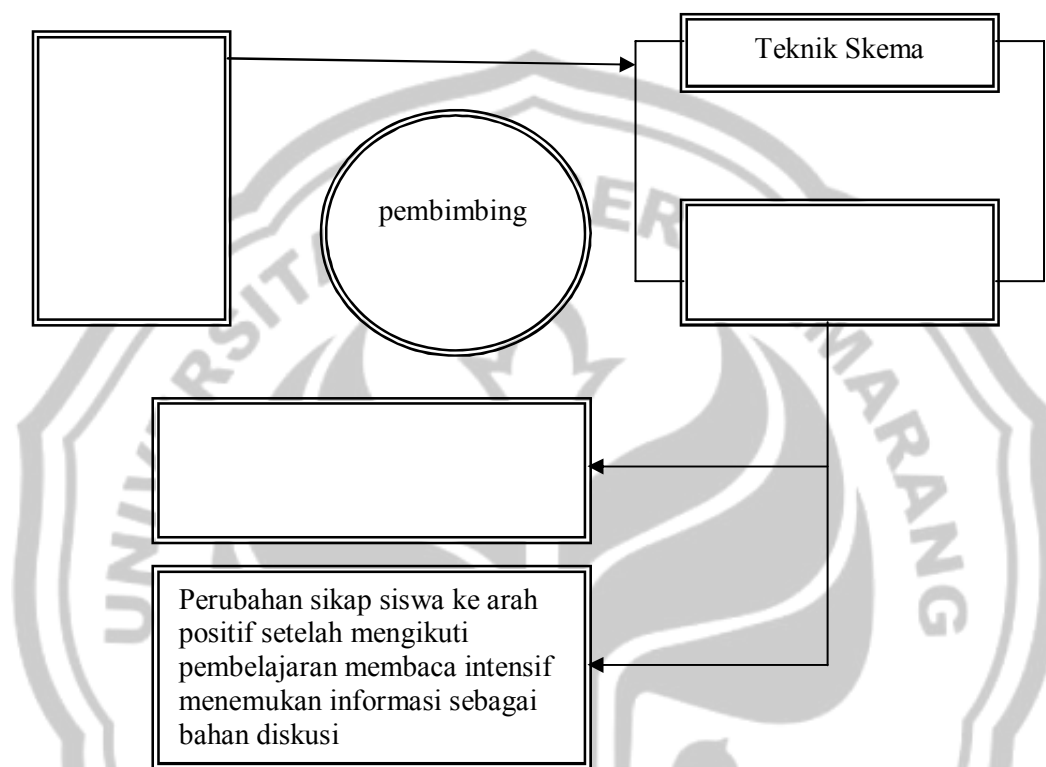 Teknik Skema
pembimbing
Perubahan sikap siswa ke arah
positif setelah mengikuti
pembelajaran membaca intensif
menemukan informasi sebagai
bahan diskusi